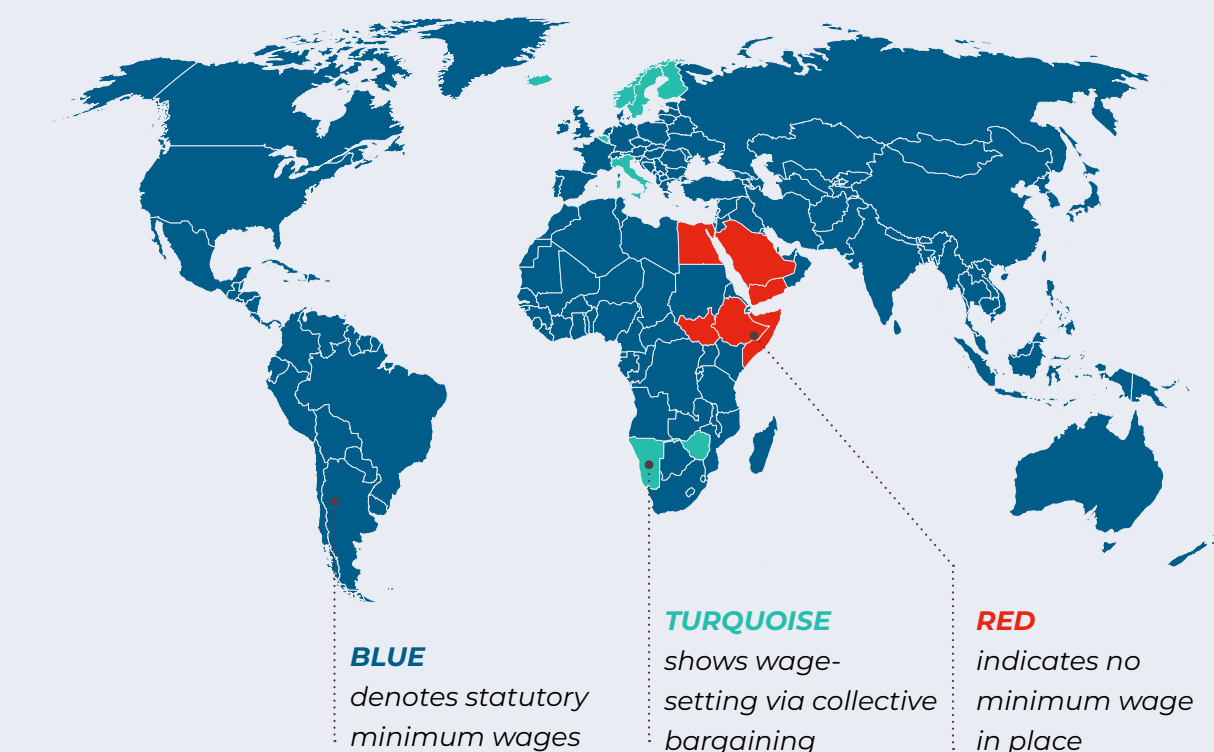 BLUE
denotes statutory
minimum wages
TURQUOISE
shows wage-
setting via collective
bargaining
RED
indicates no
minimum wage
in place